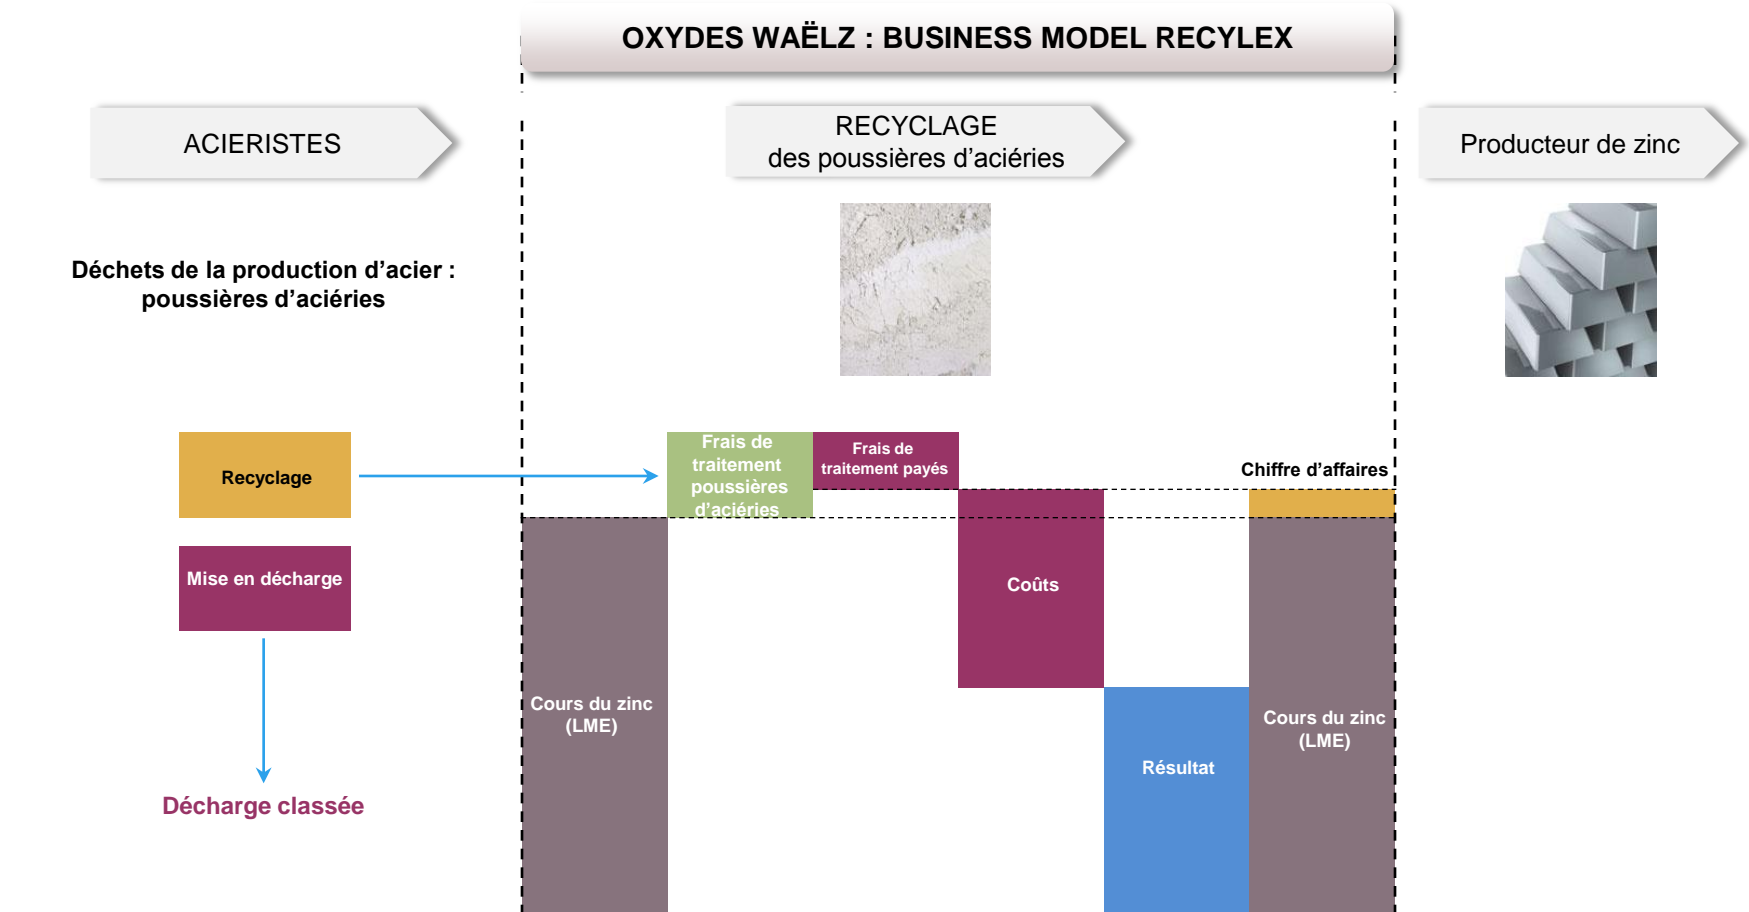 OXYDES WAËLZ : BUSINESS MODEL RECYLEX
ACIERISTES
RECYCLAGE
des poussières d’aciéries
Producteur de zinc
Déchets de la production d’acier :
poussières d’aciéries
Recyclage
Mise en décharge
Décharge classée
Cours du zinc
(LME)
Frais de
traitement
poussières
d’aciéries
Frais de
traitement payés
Coûts
Résultat
Chiffre d’affaires
Cours du zinc
(LME)